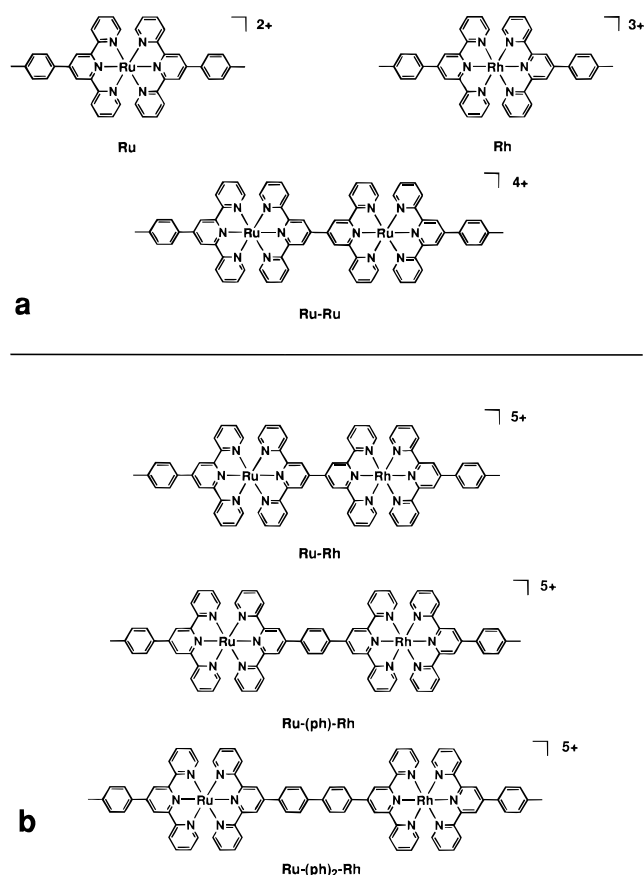 2+
N N
N Ru N
N N
Ru
3+
N N
N Rh N
N N
Rh
4+
N N N N
N Ru N N Ru N
N N N N
Ru-Ru
a
5+
N N N N
N Ru N N Rh N
N N N N
Ru-Rh
5+
N N N N
N Ru N N Rh N
N N N N
Ru-(ph)-Rh
5+
N N N N
N Ru N N Rh N
N N N N
Ru-(ph)₂-Rh
b